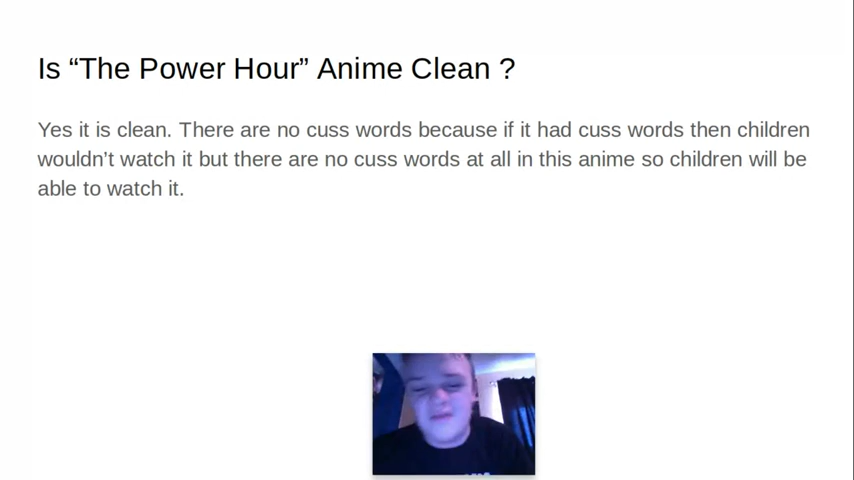 Is “The Power Hour” Anime Clean ?
Yes it is clean. There are no cuss words because if it had cuss words then children
wouldn’t watch it but there are no cuss words at all in this anime so children will be
able to watch it.